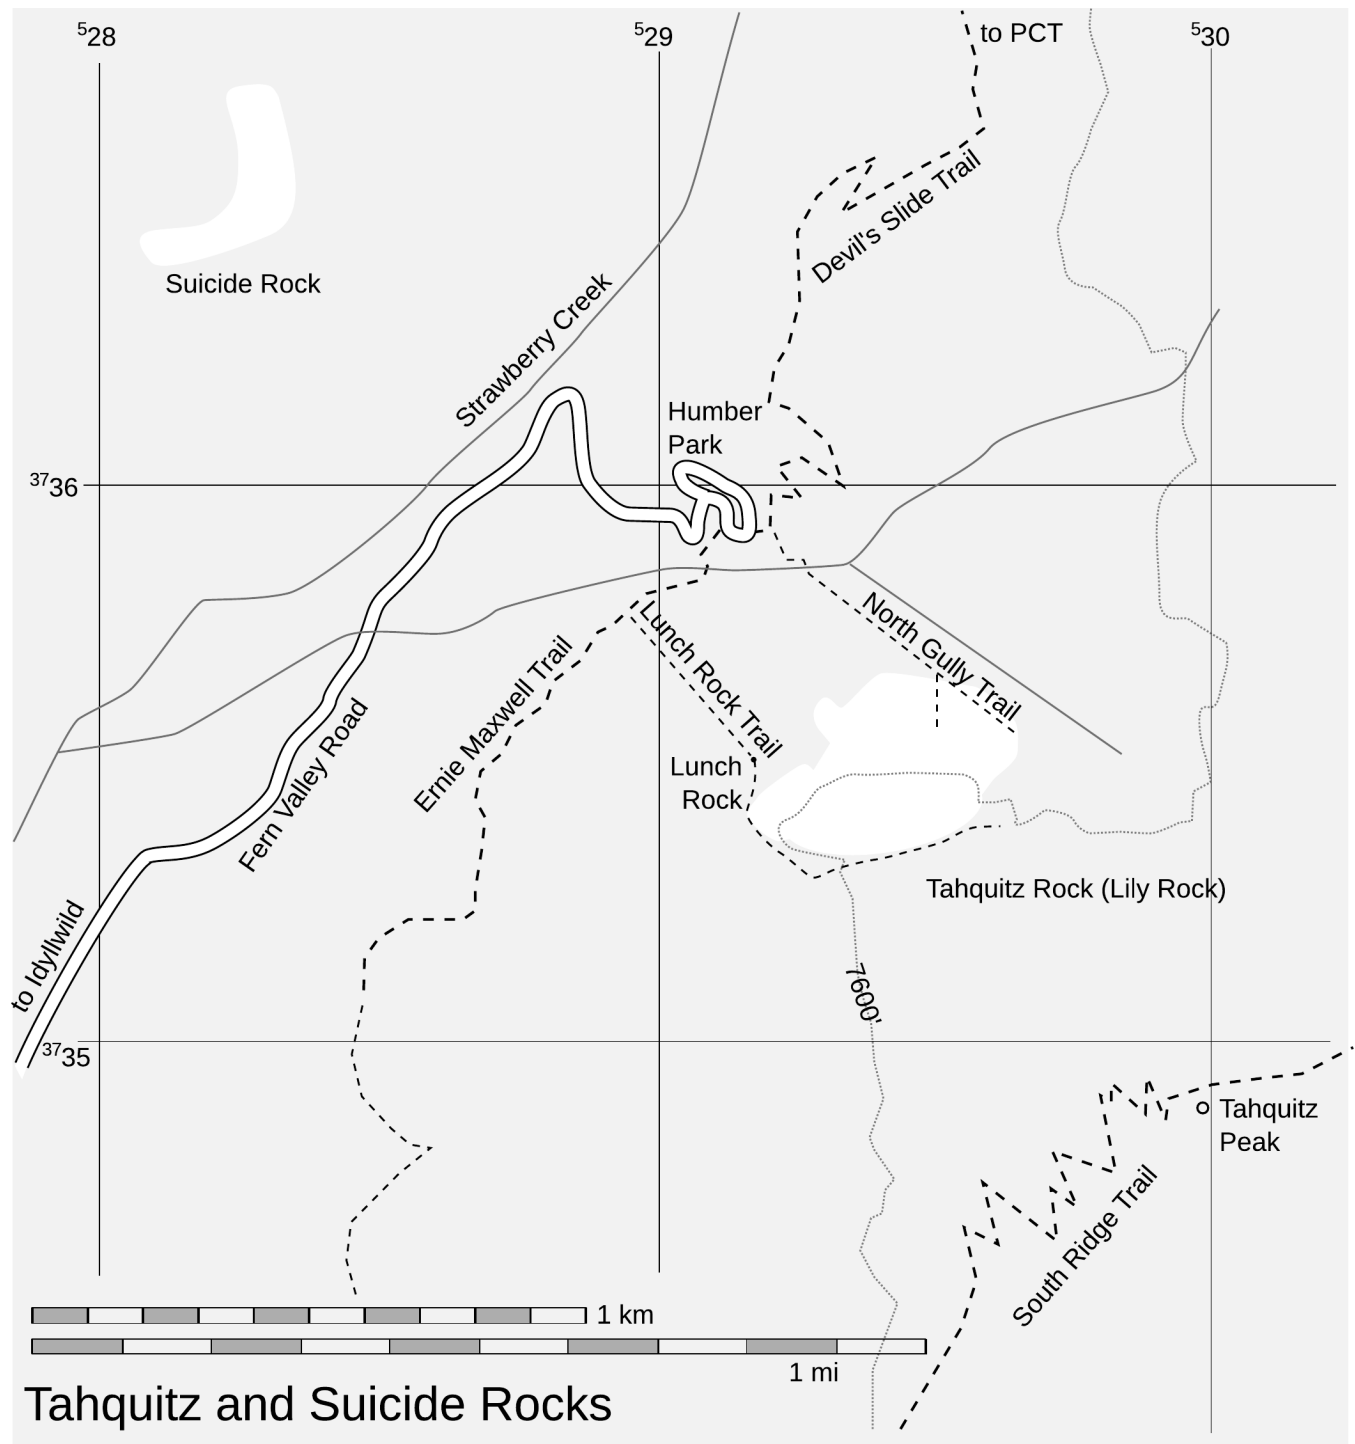 528
529
to PCT
530
Devil's Slide Trail
Suicide Rock
Strawberry Creek
Humber
Park
3736
North Gully Trail
Lunch Rock Trail
Ernie Maxwell Trail
Fern Valley Road
Lunch
Rock
Tahquitz Rock (Lily Rock)
to Idyllwild
7600'
3735
Tahquitz
Peak
South Ridge Trail
1 km
1 mi
Tahquitz and Suicide Rocks